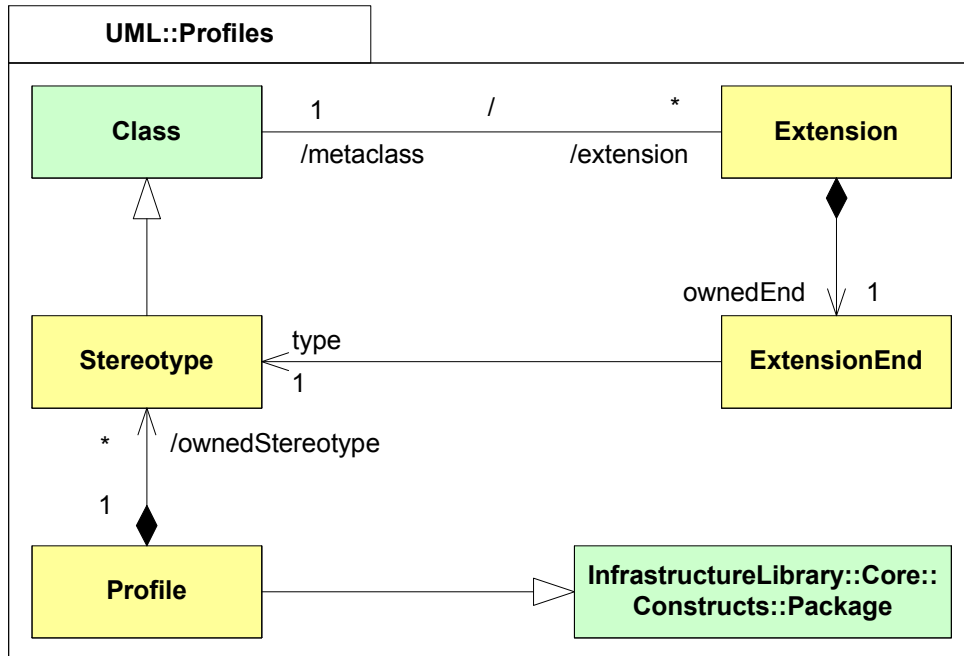 UML::Profiles
Class
1
/
*
Extension
/metaclass
/extension
ownedEnd
1
Stereotype
type
1
ExtensionEnd
*
/ownedStereotype
1
Profile
InfrastructureLibrary::Core::
Constructs::Package